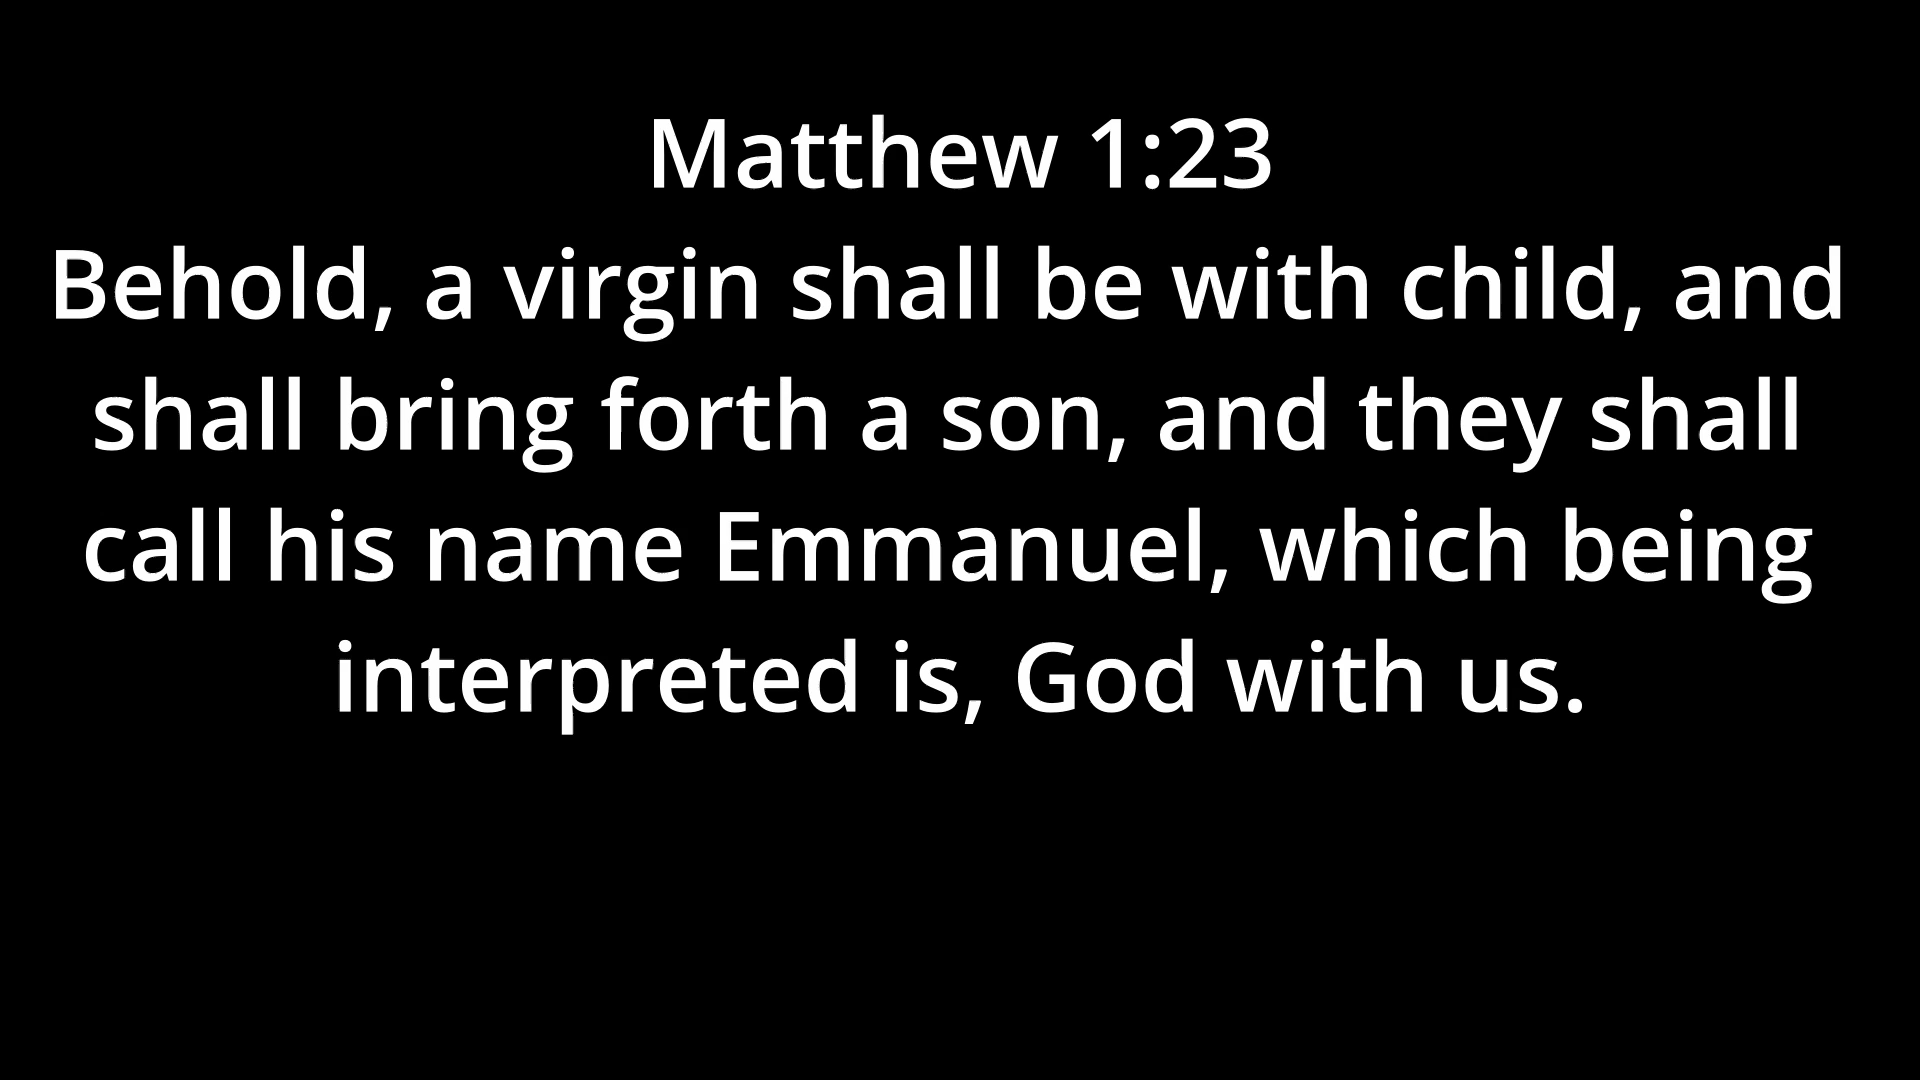 Matthew 1:23
Behold, a virgin shall be with child, and
shall bring forth a son, and they shall
call his name Emmanuel, which being
interpreted is, God with us.